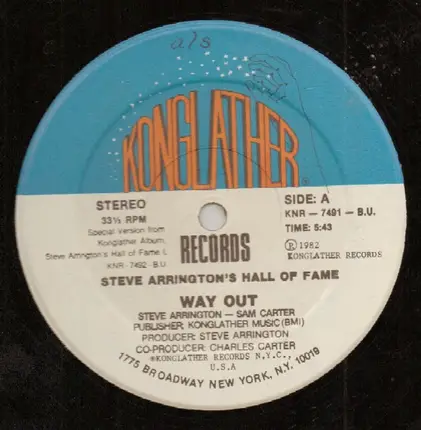 a/s
KONGLATHER
RECORDS
STEREO
33⅓ RPM
Special Version from
Konglather Album,
Steve Arrington's Hall of Fame I,
KNR - 7492 - B.U
SIDE: A
KNR — 7491 — B.U.
TIME: 5:43
Ⓟ1982
KONGLATHER RECORDS
STEVE ARRINGTON'S HALL OF FAME
WAY OUT
STEVE ARRINGTON — SAM CARTER
PUBLISHER; KONGLATHER MUSIC (BMI)
PRODUCER: STEVE ARRINGTON
CO-PRODUCER: CHARLES CARTER
©KONGLATHER RECORDS N.Y.C.,
U.S.A
1775 BROADWAY NEW YORK, N.Y. 10019